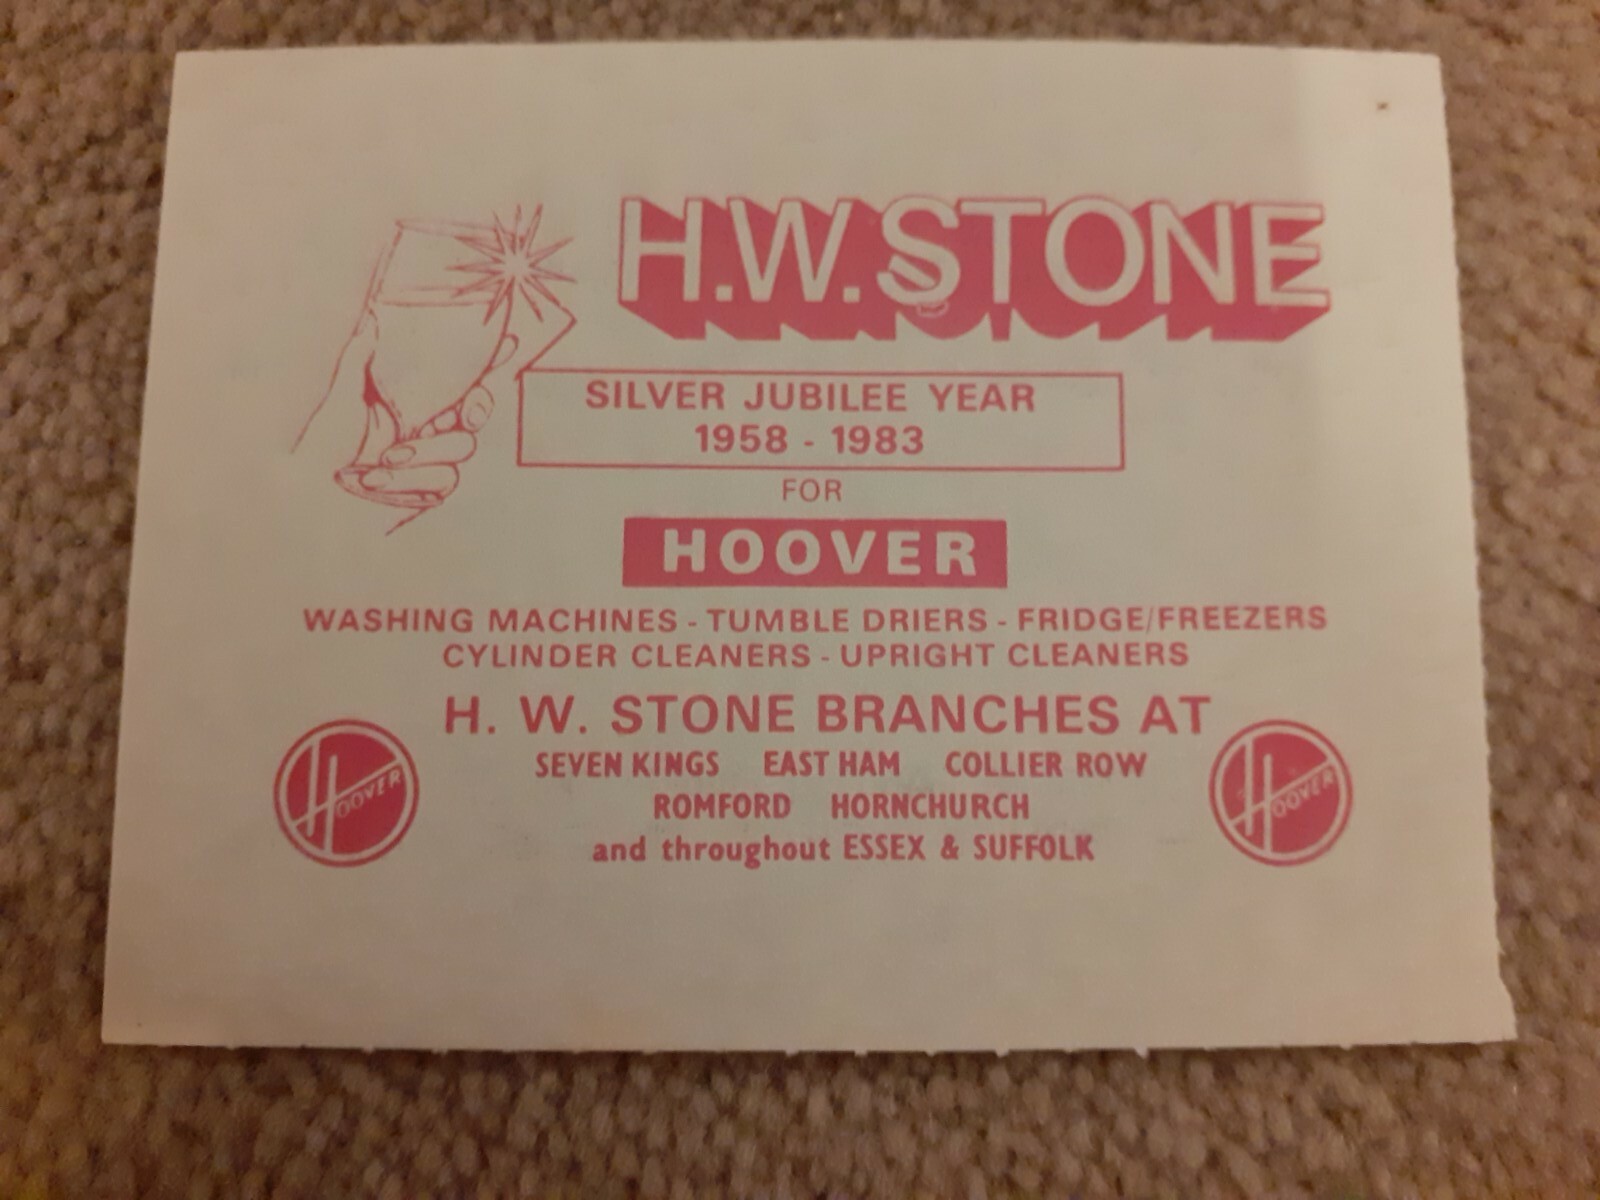 H.W.STONE
SILVER JUBILEE YEAR
1958 - 1983
FOR
HOOVER
WASHING MACHINES - TUMBLE DRIERS - FRIDGE/FREEZERS
CYLINDER CLEANERS - UPRIGHT CLEANERS
H. W. STONE BRANCHES AT
SEVEN KINGS EAST HAM COLLIER ROW
ROMFORD HORNCHURCH
and throughout ESSEX & SUFFOLK
HOOVER
HOOVER